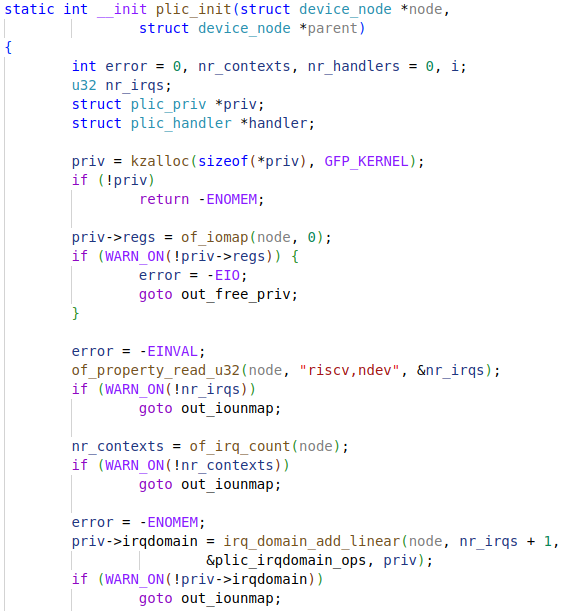 static int __init plic_init(struct device_node *node,
                struct device_node *parent)
{
        int error = 0, nr_contexts, nr_handlers = 0, i;
        u32 nr_irqs;
        struct plic_priv *priv;
        struct plic_handler *handler;

        priv = kzalloc(sizeof(*priv), GFP_KERNEL);
        if (!priv)
                return -ENOMEM;

        priv->regs = of_iomap(node, 0);
        if (WARN_ON(!priv->regs)) {
                error = -EIO;
                goto out_free_priv;
        }

        error = -EINVAL;
        of_property_read_u32(node, "riscv,ndev", &nr_irqs);
        if (WARN_ON(!nr_irqs))
                goto out_iounmap;

        nr_contexts = of_irq_count(node);
        if (WARN_ON(!nr_contexts))
                goto out_iounmap;

        error = -ENOMEM;
        priv->irqdomain = irq_domain_add_linear(node, nr_irqs + 1,
                        &plic_irqdomain_ops, priv);
        if (WARN_ON(!priv->irqdomain))
                goto out_iounmap;